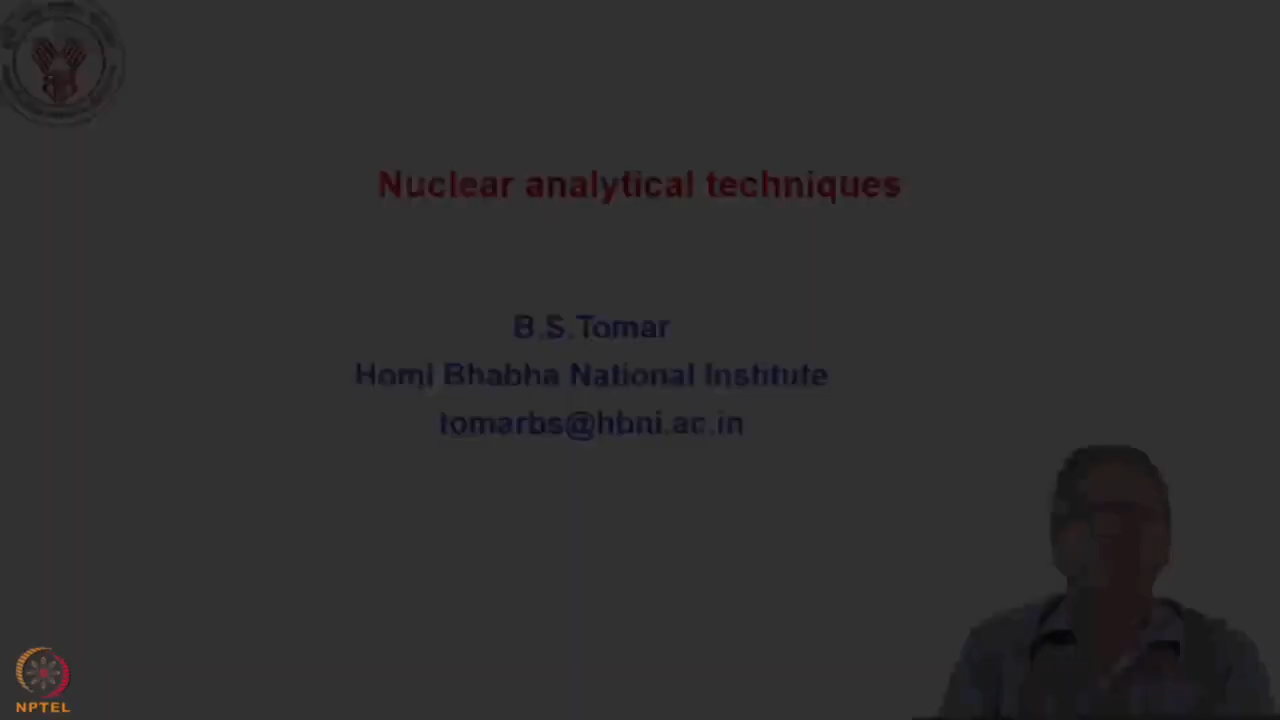 Nuclear analytical techniques
B.S.Tomar
Homi Bhabha National Institute
tomarbs@hbni.ac.in
NPTEL